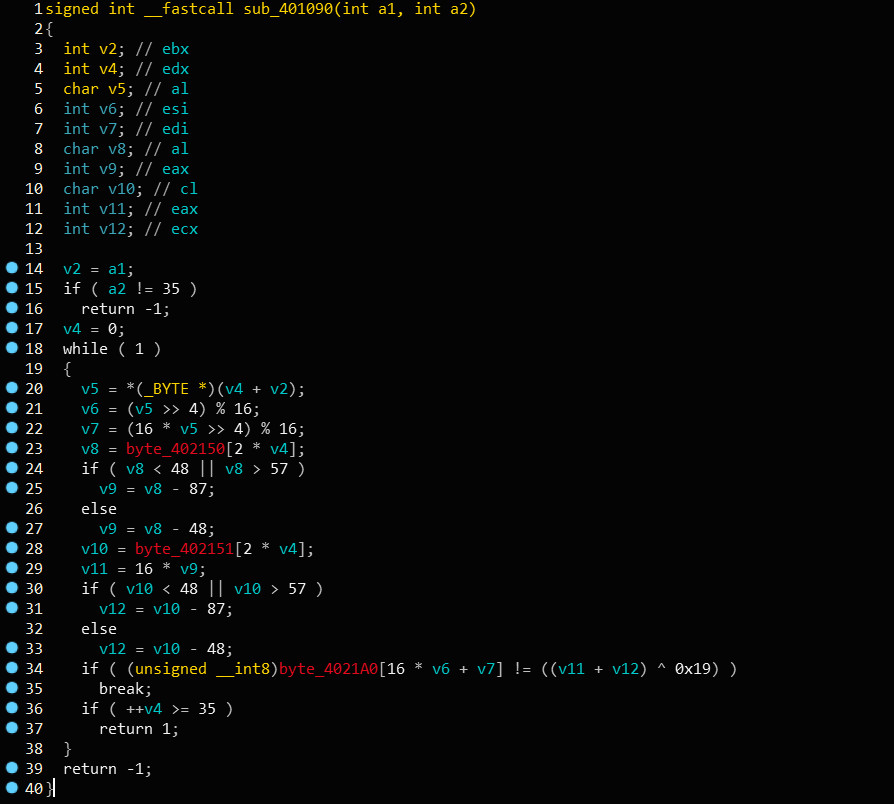 1 signed int __fastcall sub_401090(int a1, int a2)
2 {
3   int v2; // ebx
4   int v4; // edx
5   char v5; // al
6   int v6; // esi
7   int v7; // edi
8   char v8; // al
9   int v9; // eax
10   char v10; // cl
11   int v11; // eax
12   int v12; // ecx
13
14   v2 = a1;
15   if ( a2 != 35 )
16     return -1;
17   v4 = 0;
18   while ( 1 )
19   {
20     v5 = *(_BYTE *)(v4 + v2);
21     v6 = (v5 >> 4) % 16;
22     v7 = (16 * v5 >> 4) % 16;
23     v8 = byte_402150[2 * v4];
24     if ( v8 < 48 || v8 > 57 )
25       v9 = v8 - 87;
26     else
27       v9 = v8 - 48;
28     v10 = byte_402151[2 * v4];
29     v11 = 16 * v9;
30     if ( v10 < 48 || v10 > 57 )
31       v12 = v10 - 87;
32     else
33       v12 = v10 - 48;
34     if ( (unsigned __int8)byte_4021A0[16 * v6 + v7] != ((v11 + v12) ^ 0x19) )
35       break;
36     if ( ++v4 >= 35 )
37       return 1;
38   }
39   return -1;
40 }